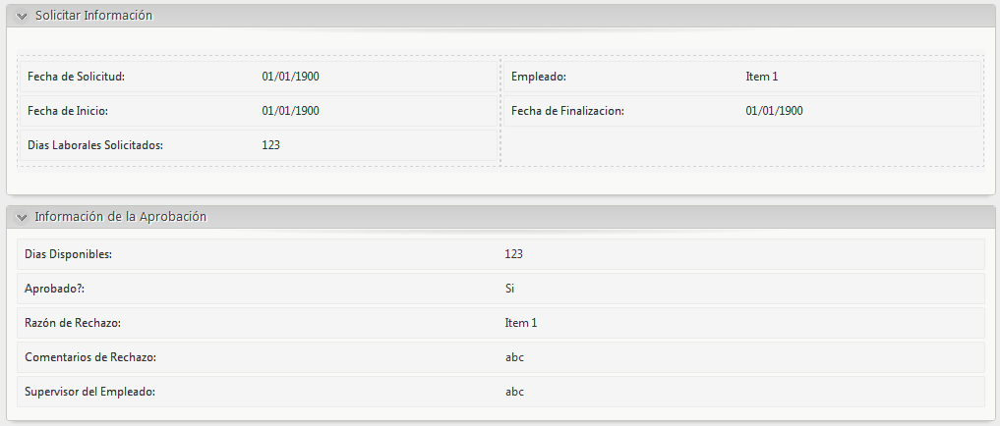 Solicitar Información
Fecha de Solicitud: 01/01/1900 Empleado: Item 1
Fecha de Inicio: 01/01/1900 Fecha de Finalizacion: 01/01/1900
Dias Laborales Solicitados: 123
Información de la Aprobación
Dias Disponibles: 123
Aprobado?: Si
Razón de Rechazo: Item 1
Comentarios de Rechazo: abc
Supervisor del Empleado: abc